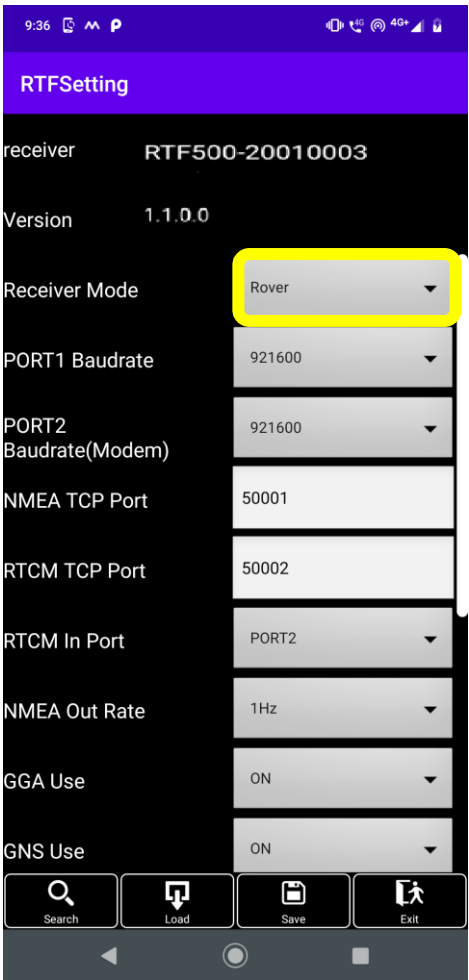 9:36 4G 4G+
RTFSetting
receiver RTF500-20010003
Version 1.1.0.0
Receiver Mode Rover
PORT1 Baudrate 921600
PORT2
Baudrate(Modem) 921600
NMEA TCP Port 50001
RTCM TCP Port 50002
RTCM In Port PORT2
NMEA Out Rate 1Hz
GGA Use ON
GNS Use ON
Search Load Save Exit